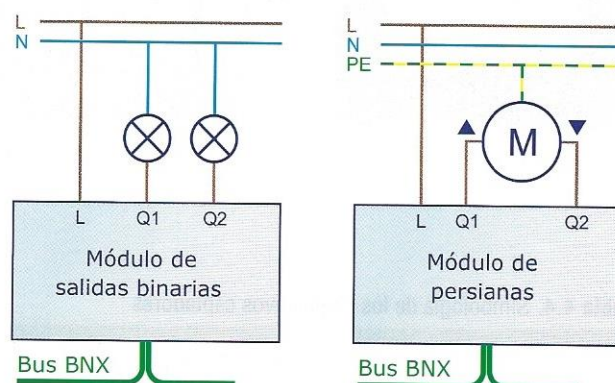 L
N
L Q1 Q2
Módulo de
salidas binarias
Bus BNX
L
N
PE
M
L Q1 Q2
Módulo de
persianas
Bus BNX